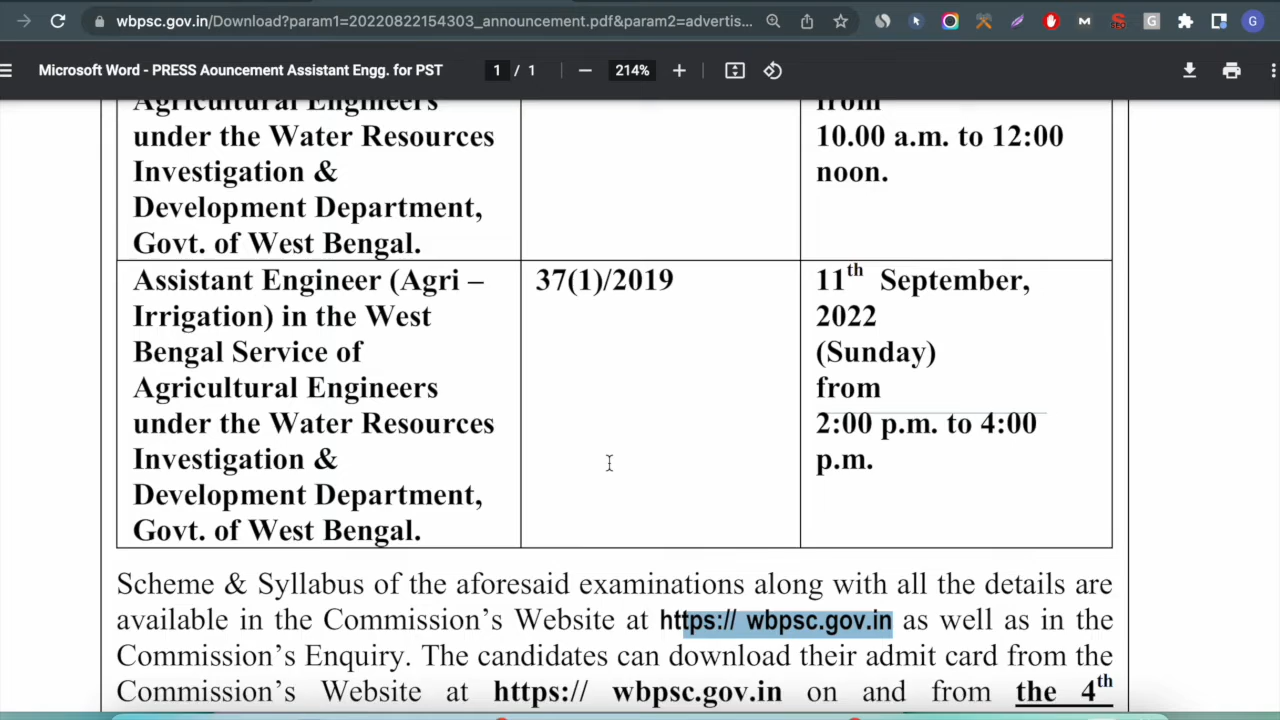 wbpsc.gov.in/Download?param1=20220822154303_announcement.pdf&param2=advertis...
Microsoft Word - PRESS Aouncement Assistant Engg. for PST
1 / 1
214%
Agricultural Engineers
under the Water Resources
Investigation &
Development Department,
Govt. of West Bengal.
from
10.00 a.m. to 12:00
noon.
Assistant Engineer (Agri –
Irrigation) in the West
Bengal Service of
Agricultural Engineers
under the Water Resources
Investigation &
Development Department,
Govt. of West Bengal.
37(1)/2019
11th September,
2022
(Sunday)
from
2:00 p.m. to 4:00
p.m.
Scheme & Syllabus of the aforesaid examinations along with all the details are
available in the Commission’s Website at https:// wbpsc.gov.in as well as in the
Commission’s Enquiry. The candidates can download their admit card from the
Commission’s Website at https:// wbpsc.gov.in on and from the 4th